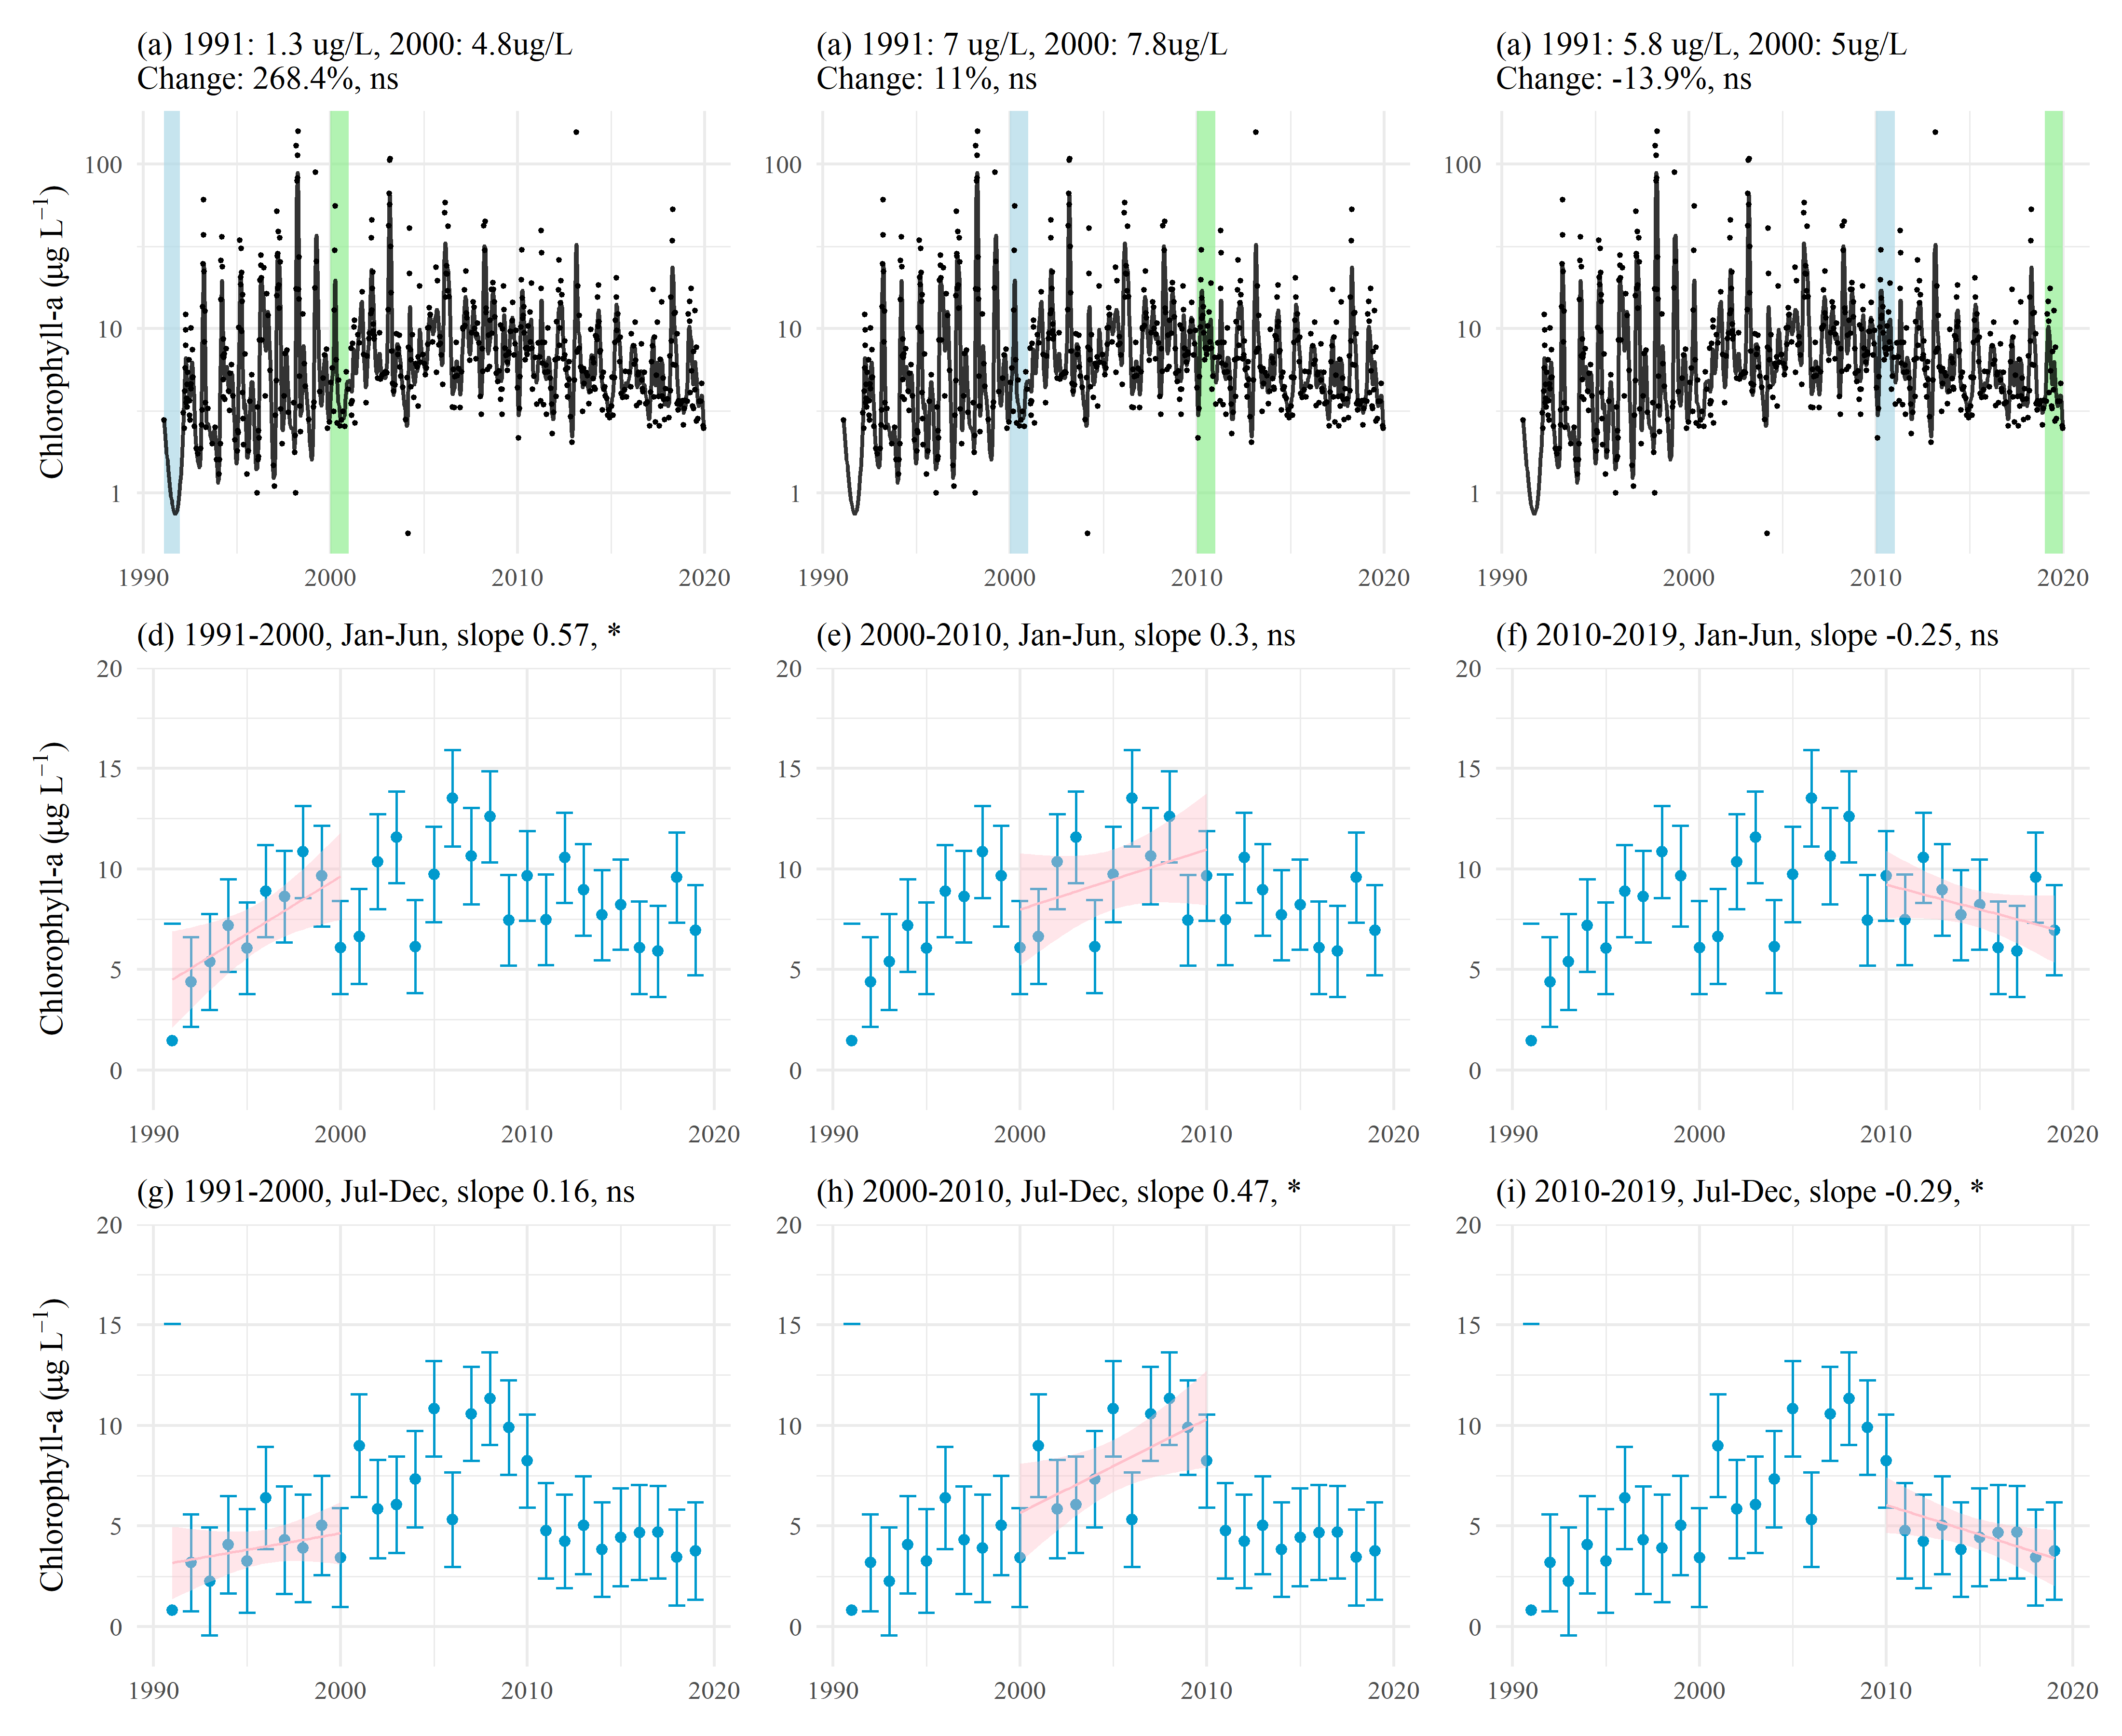 (a) 1991: 1.3 ug/L, 2000: 4.8ug/L
Change: 268.4%, ns
(a) 1991: 7 ug/L, 2000: 7.8ug/L
Change: 11%, ns
(a) 1991: 5.8 ug/L, 2000: 5ug/L
Change: -13.9%, ns
Chlorophyll-a (µg L⁻¹)
100
10
1
1990 2000 2010 2020
100
10
1
1990 2000 2010 2020
100
10
1
1990 2000 2010 2020
(d) 1991-2000, Jan-Jun, slope 0.57, *
(e) 2000-2010, Jan-Jun, slope 0.3, ns
(f) 2010-2019, Jan-Jun, slope -0.25, ns
Chlorophyll-a (µg L⁻¹)
20
15
10
5
0
1990 2000 2010 2020
20
15
10
5
0
1990 2000 2010 2020
20
15
10
5
0
1990 2000 2010 2020
(g) 1991-2000, Jul-Dec, slope 0.16, ns
(h) 2000-2010, Jul-Dec, slope 0.47, *
(i) 2010-2019, Jul-Dec, slope -0.29, *
Chlorophyll-a (µg L⁻¹)
20
15
10
5
0
1990 2000 2010 2020
20
15
10
5
0
1990 2000 2010 2020
20
15
10
5
0
1990 2000 2010 2020